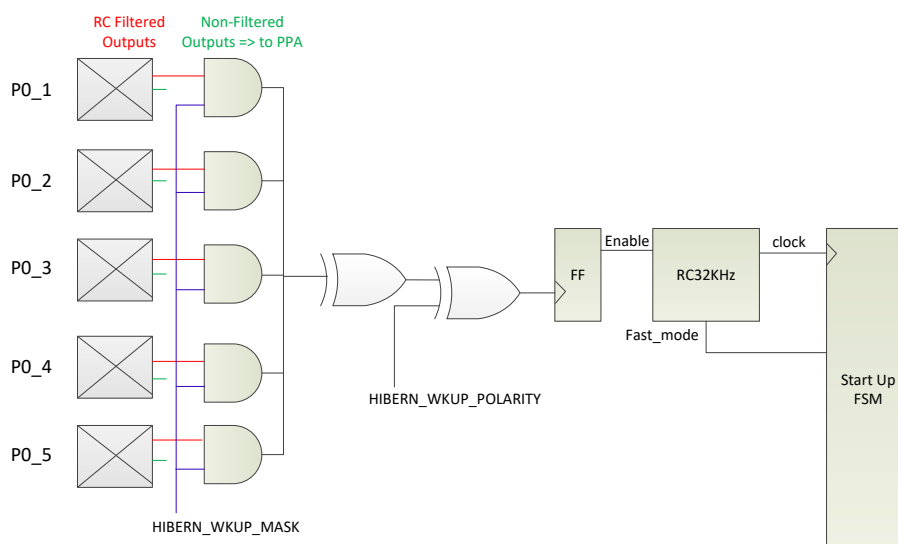 RC Filtered
Outputs
Non-Filtered
Outputs => to PPA
P0_1
P0_2
P0_3
P0_4
P0_5
HIBERN_WKUP_MASK
HIBERN_WKUP_POLARITY
FF
Enable
RC32KHz
clock
Fast_mode
Start Up
FSM